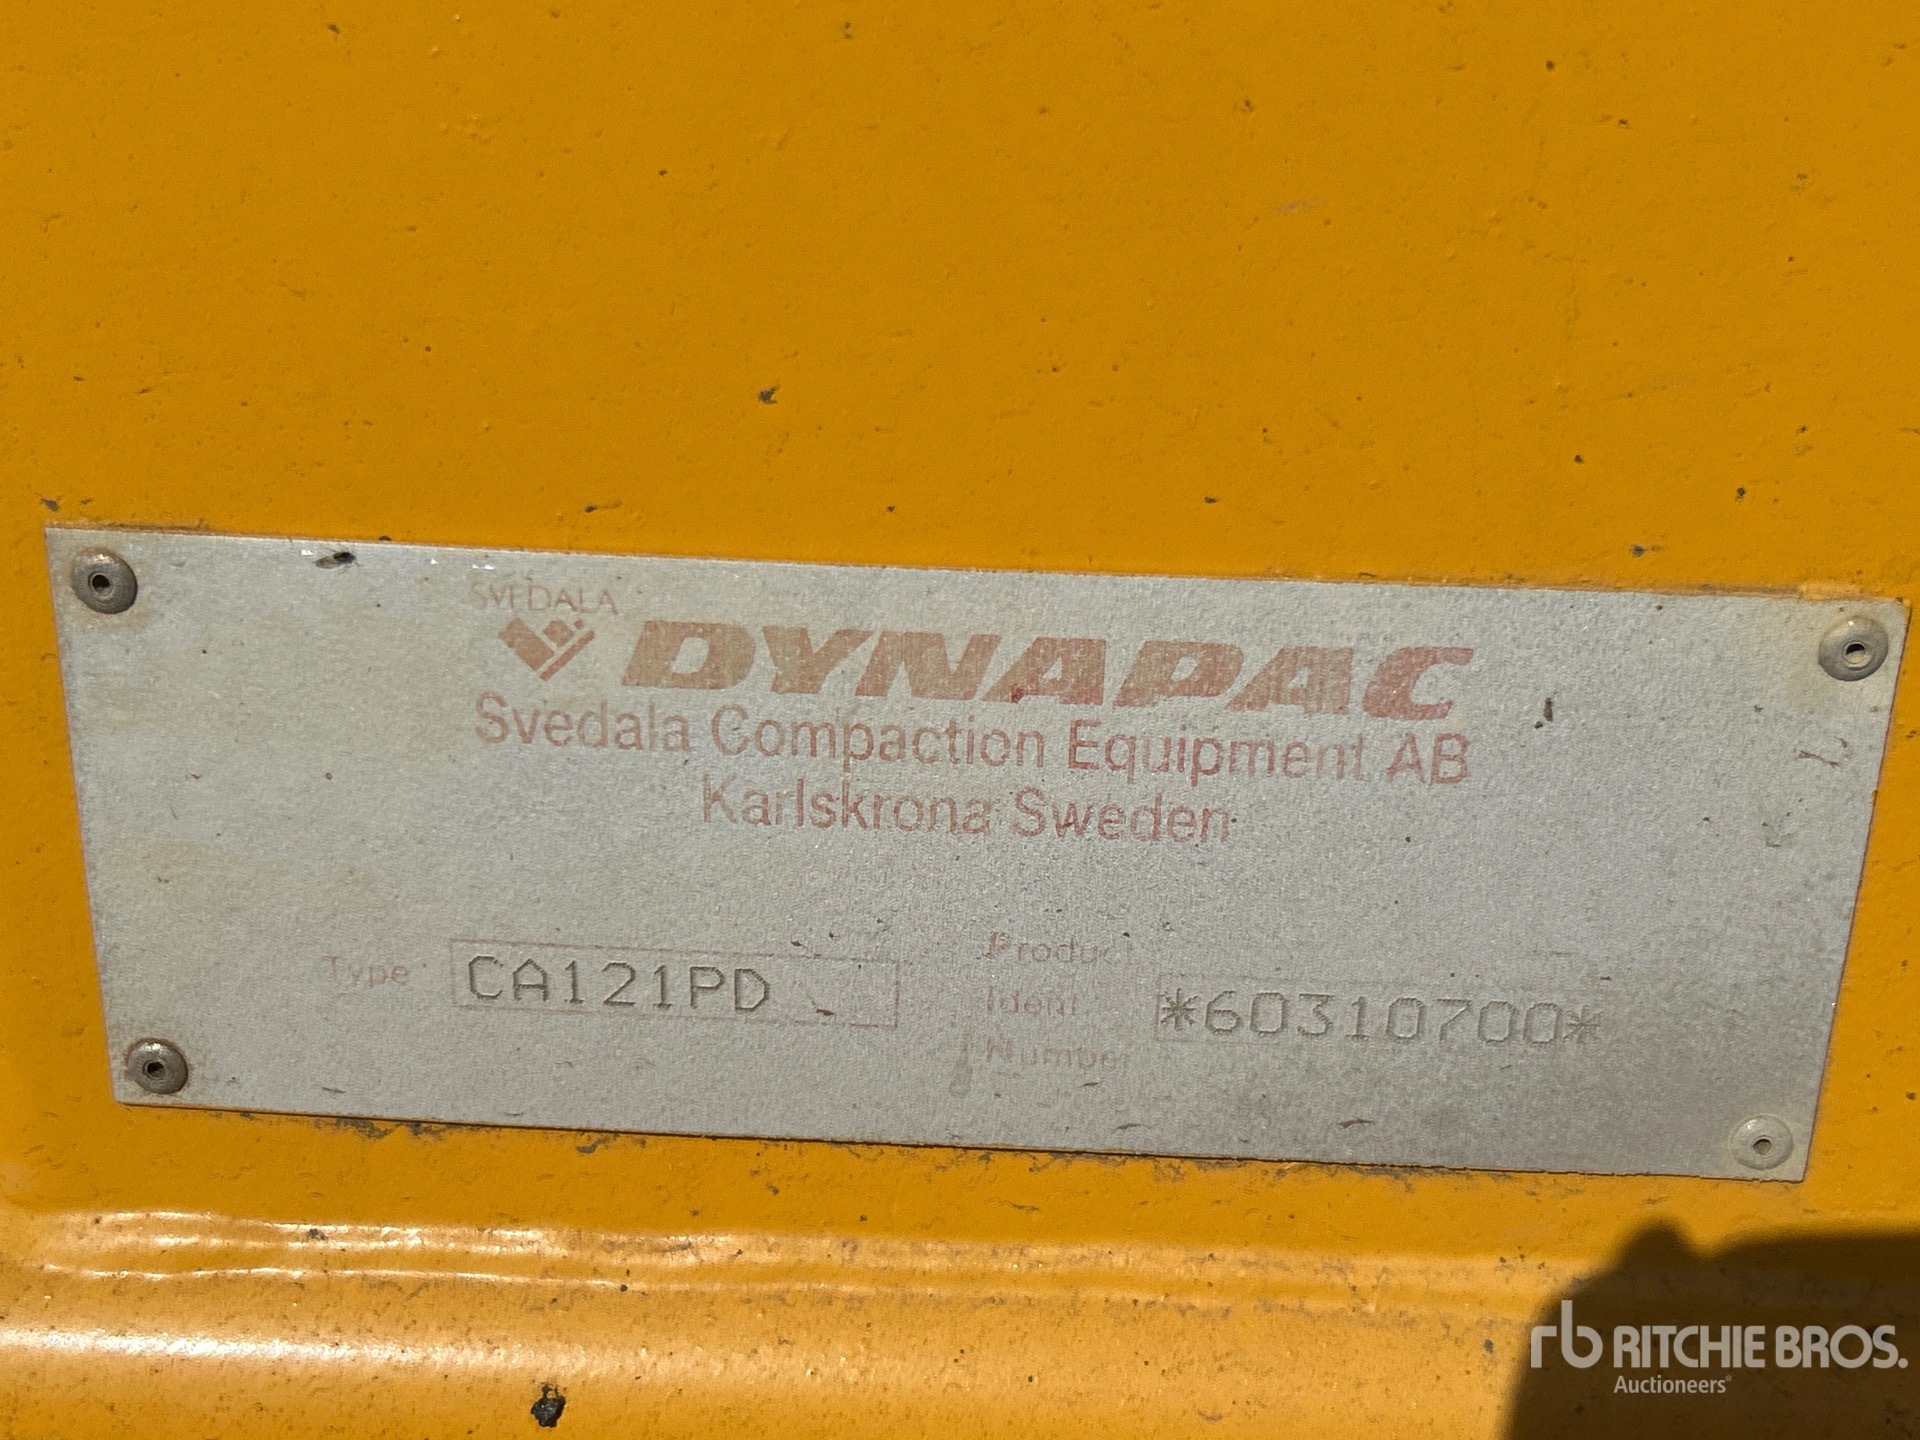 SVEDALA
DYNAPAC
Svedala Compaction Equipment AB
Karlskrona Sweden
Type CA121PD
Product
Ident.
Number *60310700*
rb RITCHIE BROS.
Auctioneers